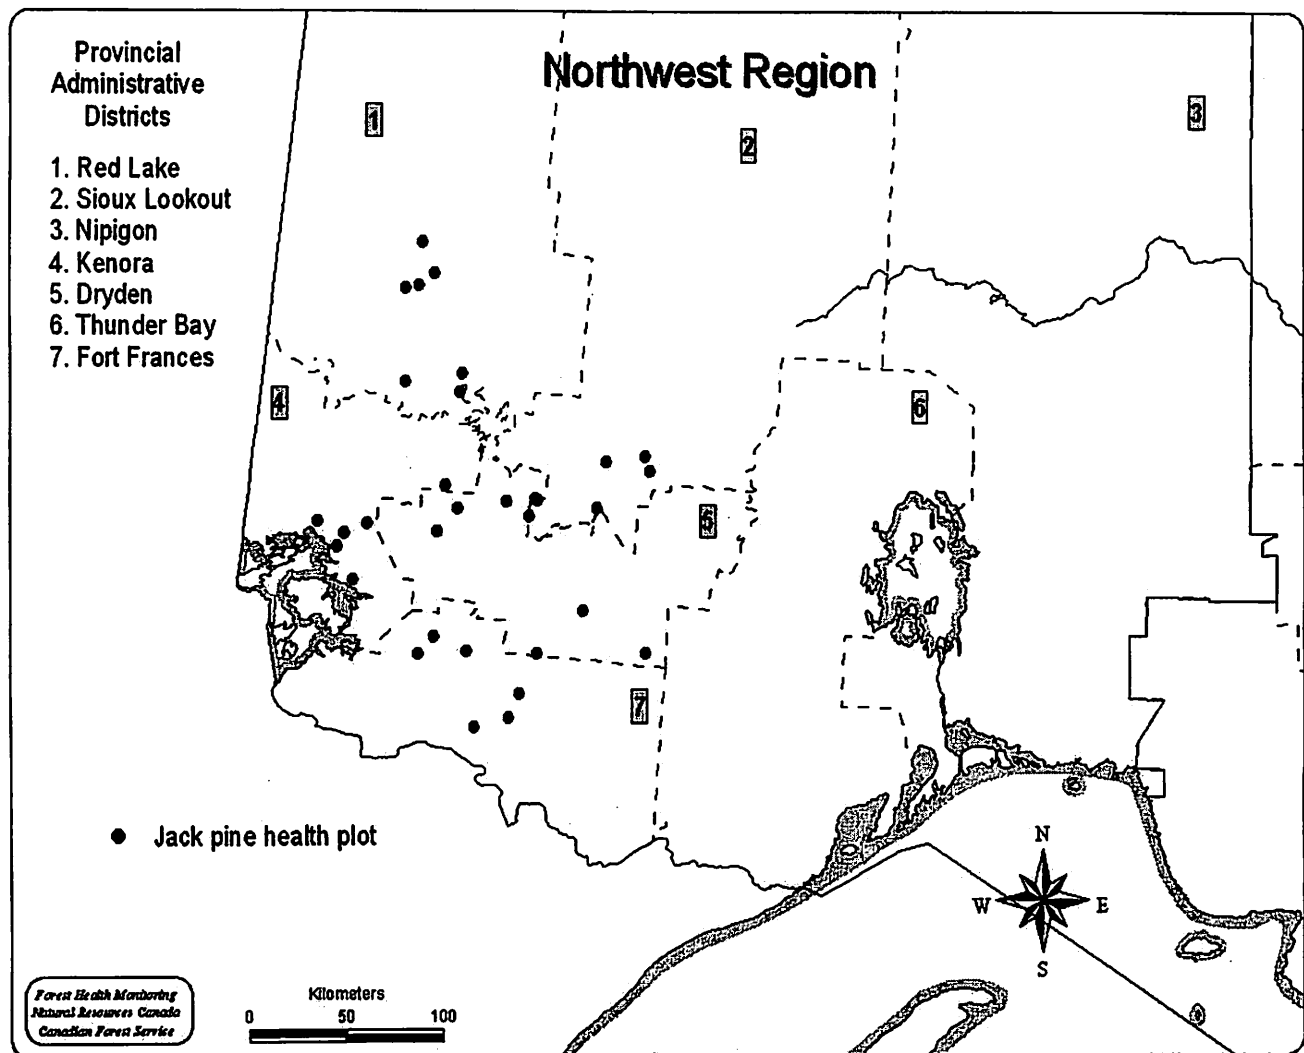 Provincial
Administrative
Districts
1. Red Lake
2. Sioux Lookout
3. Nipigon
4. Kenora
5. Dryden
6. Thunder Bay
7. Fort Frances
Northwest Region
1
2
3
4
6
5
7
Jack pine health plot
N
W E
S
Forest Health Monitoring
Natural Resources Canada
Canadian Forest Service
Kilometers
0 50 100